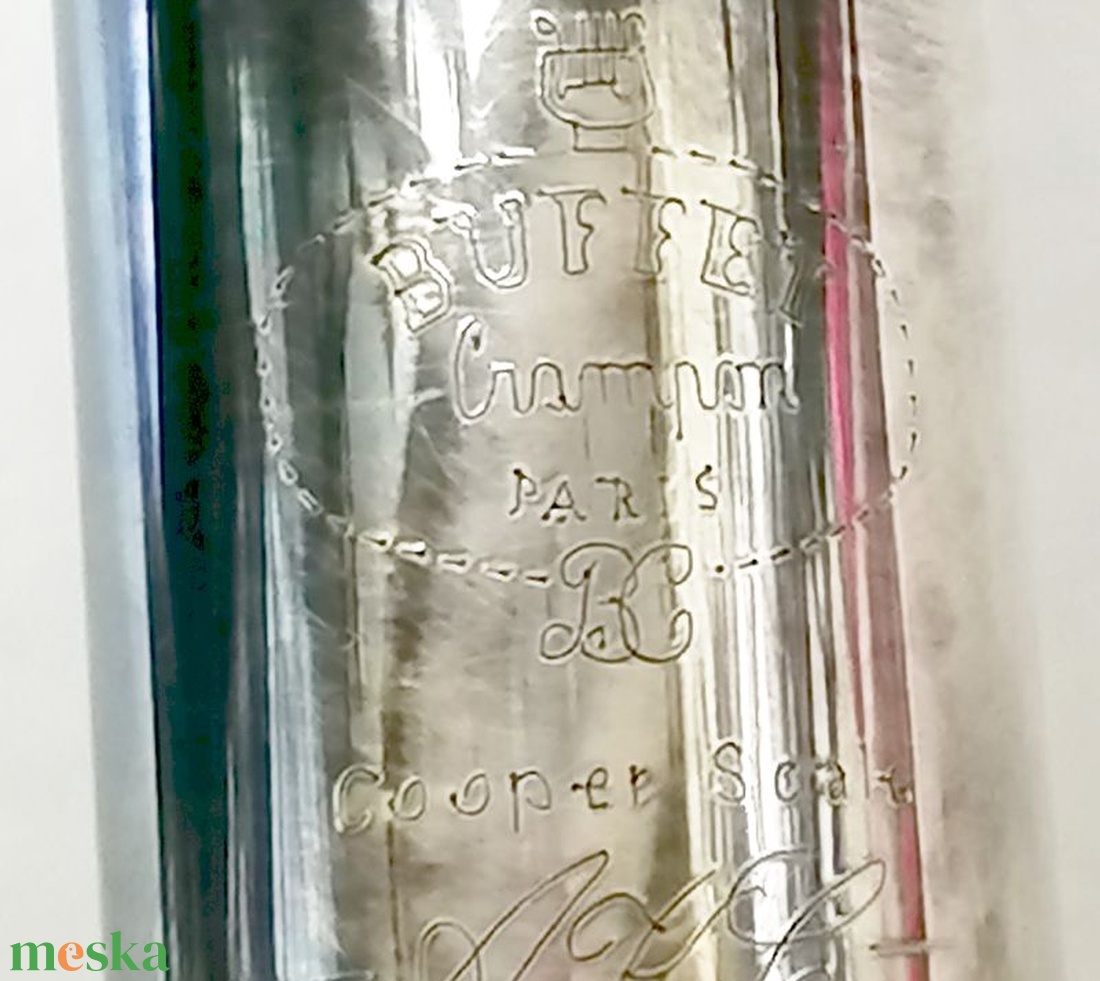 BUFFET
Crampon
PARIS
BC
Cooper Scale
meska